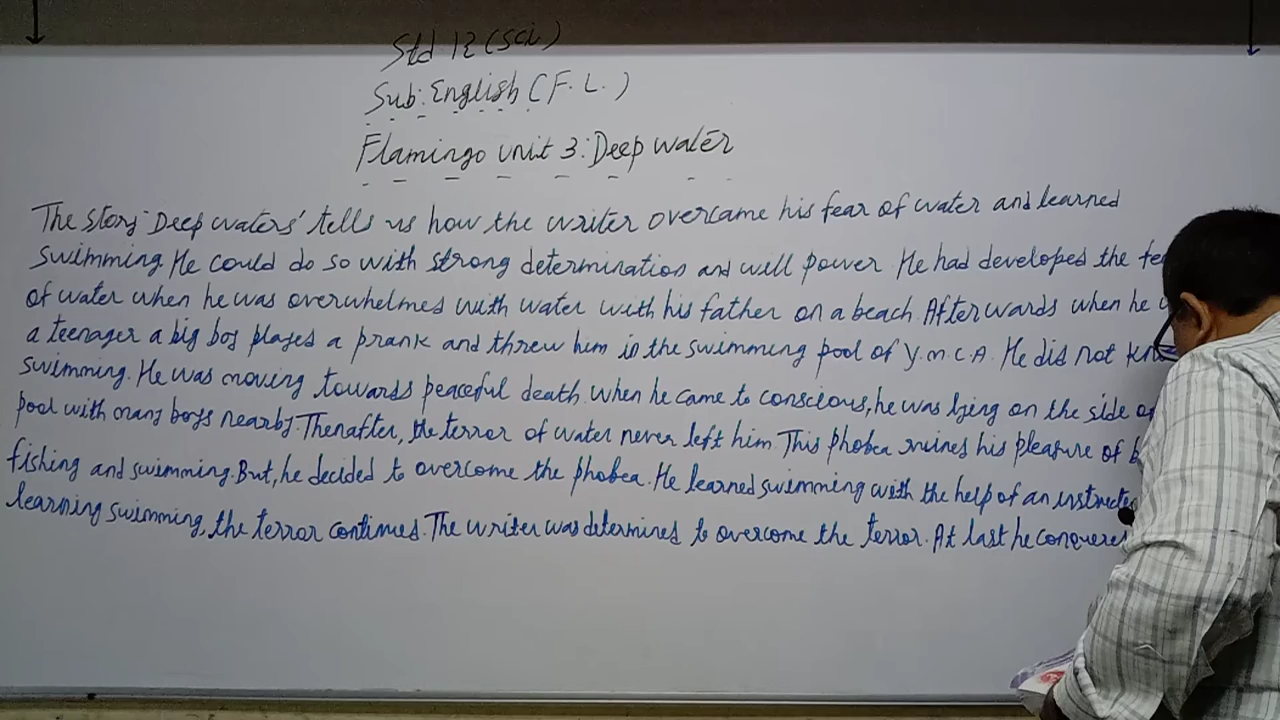 Std 12 (Sci)
Sub: English (F.L.)
Flamingo unit 3: Deep water
The story 'Deep waters' tells us how the writer overcame his fear of water and learned
swimming. He could do so with strong determination and will power. He had developed the
of water when he was overwhelmed with water with his father on a beach. Afterwards when he
a teenager a big boy played a prank and threw him in the swimming pool of Y.M.C.A. He did not
swimming. He was moving towards peaceful death. When he came to conscious, he was lying on the side
pool with many boys nearby. Thenafter, the terror of water never left him. This phobea ruined his pleasure of
fishing and swimming. But, he decided to overcome the phobea. He learned swimming with the help of an
learning swimming, the terror continued. The writer was determined to overcome the terror. At last he conquered